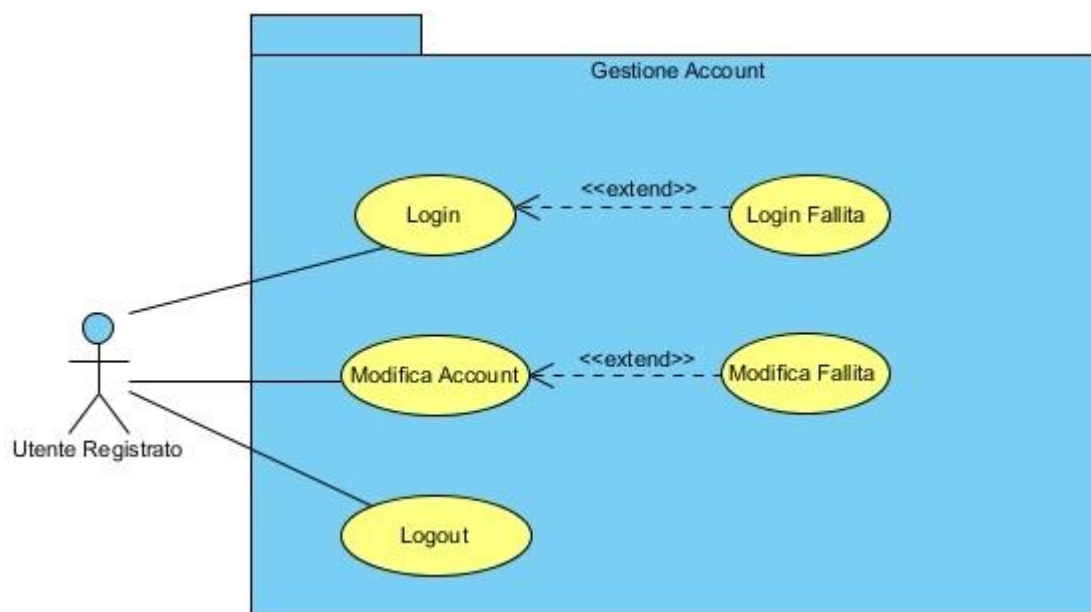 Gestione Account
<<extend>>
Login
Login Fallita
<<extend>>
Modifica Account
Modifica Fallita
Utente Registrato
Logout